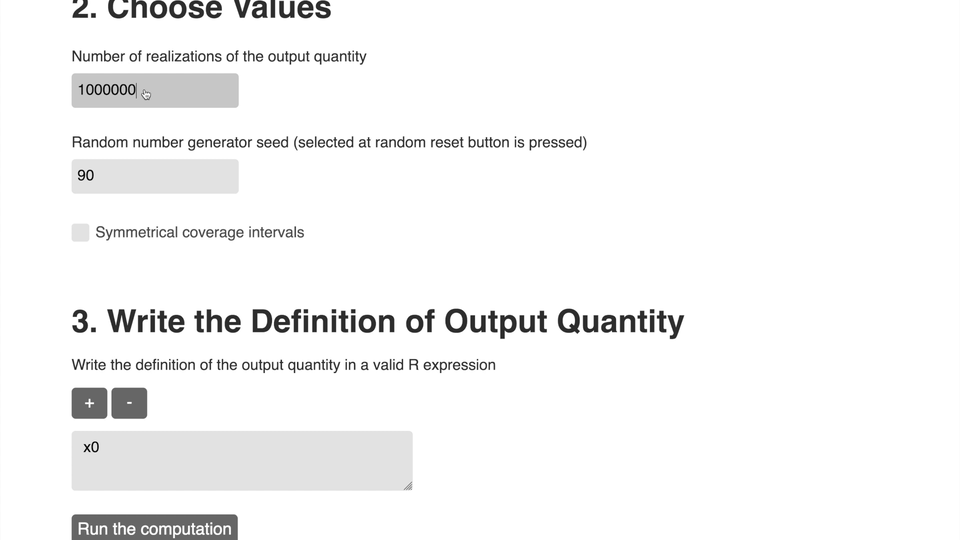 2. Choose Values
Number of realizations of the output quantity
1000000
Random number generator seed (selected at random reset button is pressed)
90
Symmetrical coverage intervals
3. Write the Definition of Output Quantity
Write the definition of the output quantity in a valid R expression
+ -
x0
Run the computation